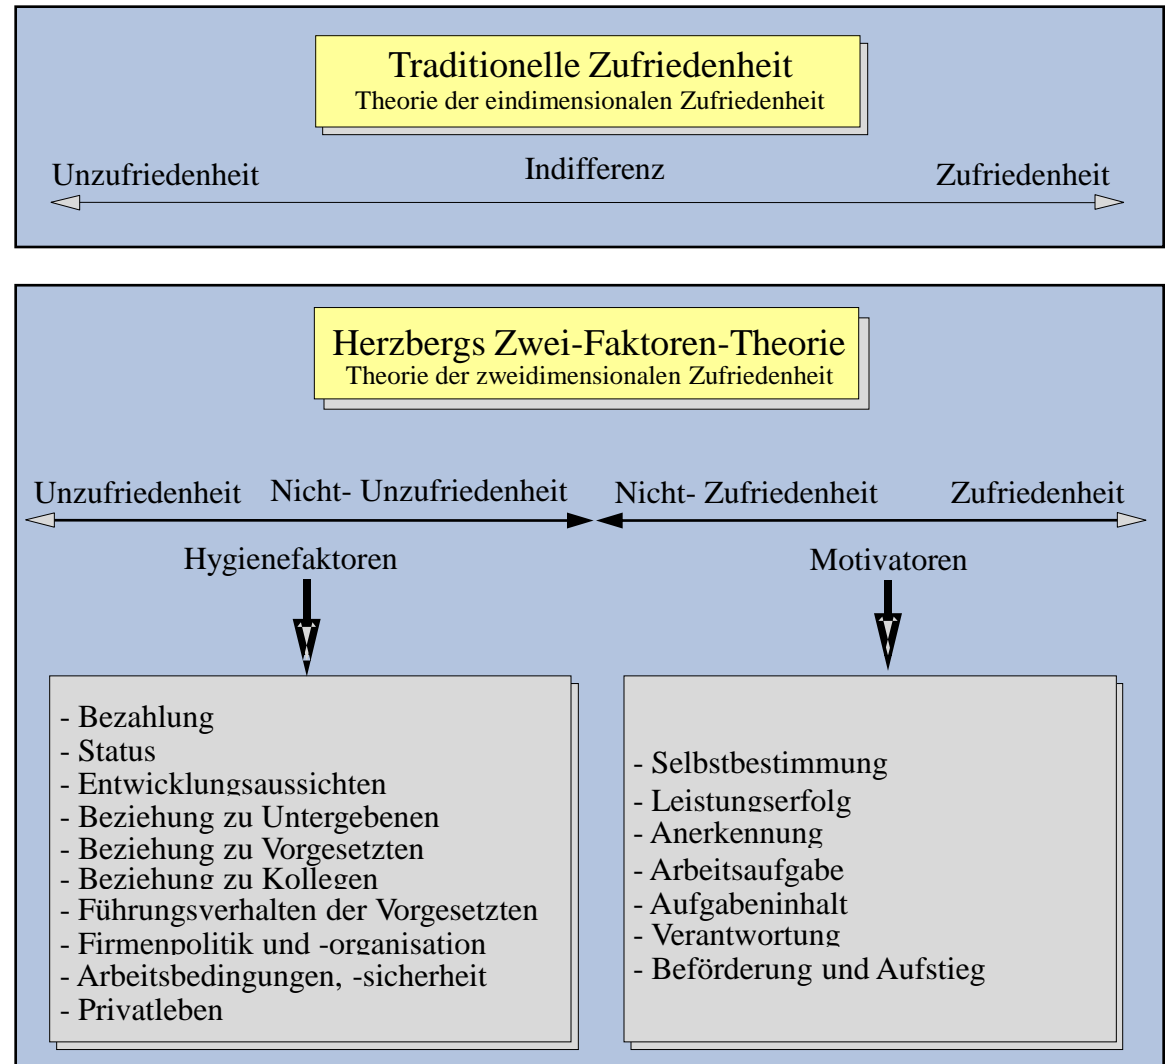 Traditionelle Zufriedenheit
Theorie der eindimensionalen Zufriedenheit
Unzufriedenheit Indifferenz Zufriedenheit
Herzbergs Zwei-Faktoren-Theorie
Theorie der zweidimensionalen Zufriedenheit
Unzufriedenheit Nicht- Unzufriedenheit Nicht- Zufriedenheit Zufriedenheit
Hygienefaktoren Motivatoren
- Bezahlung
- Status
- Entwicklungsaussichten
- Beziehung zu Untergebenen
- Beziehung zu Vorgesetzten
- Beziehung zu Kollegen
- Führungsverhalten der Vorgesetzten
- Firmenpolitik und -organisation
- Arbeitsbedingungen, -sicherheit
- Privatleben
- Selbstbestimmung
- Leistungserfolg
- Anerkennung
- Arbeitsaufgabe
- Aufgabeninhalt
- Verantwortung
- Beförderung und Aufstieg